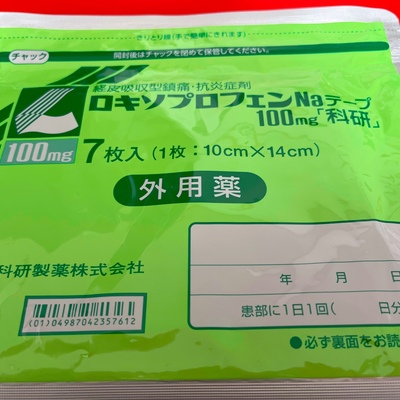 きりとり線(手で簡単にきれます)
チャック
開封後はチャックを閉めて保管してください。
経皮吸収型鎮痛・抗炎症剤
ロキソプロフェンNaテープ
100mg「科研」
100mg
7枚入(1枚:10cm×14cm)
外用薬
科研製薬株式会社
年 月 日
(01)04987042357612
患部に1日1回( 日分
●必ず裏面をお読